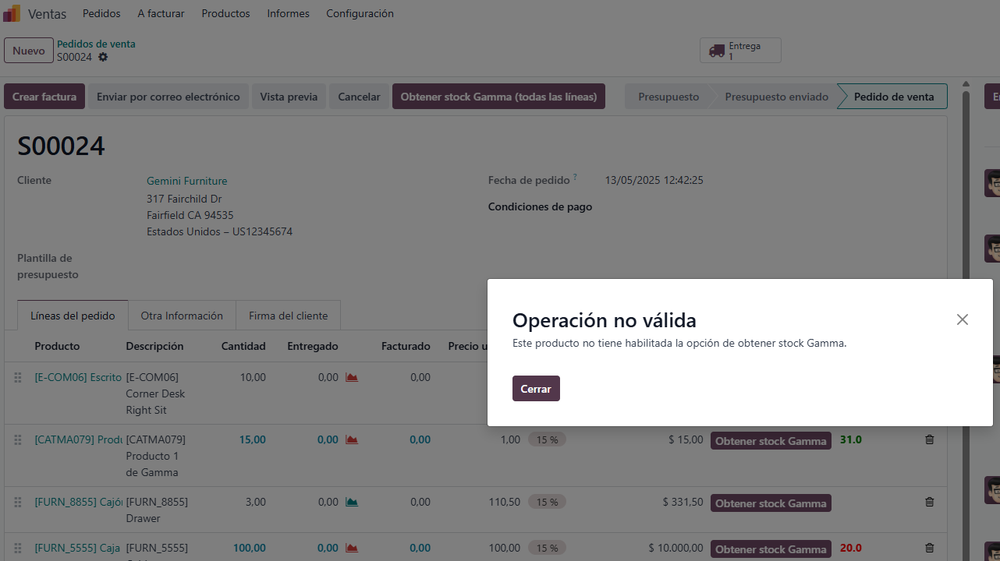 Ventas Pedidos A facturar Productos Informes Configuración
Nuevo Pedidos de venta
S00024
Entrega
1
Crear factura Enviar por correo electrónico Vista previa Cancelar Obtener stock Gamma (todas las líneas) Presupuesto Presupuesto enviado Pedido de venta
S00024
Cliente Gemini Furniture
317 Fairchild Dr
Fairfield CA 94535
Estados Unidos – US12345674
Fecha de pedido ? 13/05/2025 12:42:25
Condiciones de pago
Plantilla de
presupuesto
Líneas del pedido Otra Información Firma del cliente
Operación no válida
Este producto no tiene habilitada la opción de obtener stock Gamma.
Cerrar
Producto Descripción Cantidad Entregado Facturado Precio u
[E-COM06] Escrito [E-COM06] 10,00 0,00 0,00
Corner Desk
Right Sit
[CATMA079] Produ [CATMA079] 15,00 0,00 0,00 1,00 15 % $ 15,00 Obtener stock Gamma 31.0
Producto 1
de Gamma
[FURN_8855] Cajón [FURN_8855] 3,00 0,00 0,00 110,50 15 % $ 331,50 Obtener stock Gamma
Drawer
[FURN_5555] Caja [FURN_5555] 100,00 0,00 0,00 100,00 15 % $ 10.000,00 Obtener stock Gamma 20.0